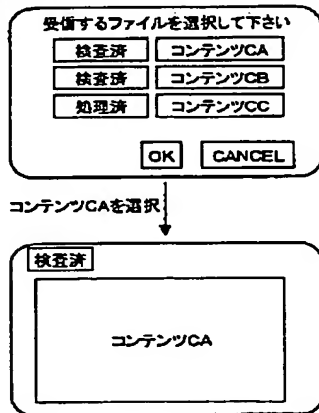 受信するファイルを選択して下さい
検査済 コンテンツCA
検査済 コンテンツCB
処理済 コンテンツCC
OK CANCEL
コンテンツCAを選択
検査済
コンテンツCA